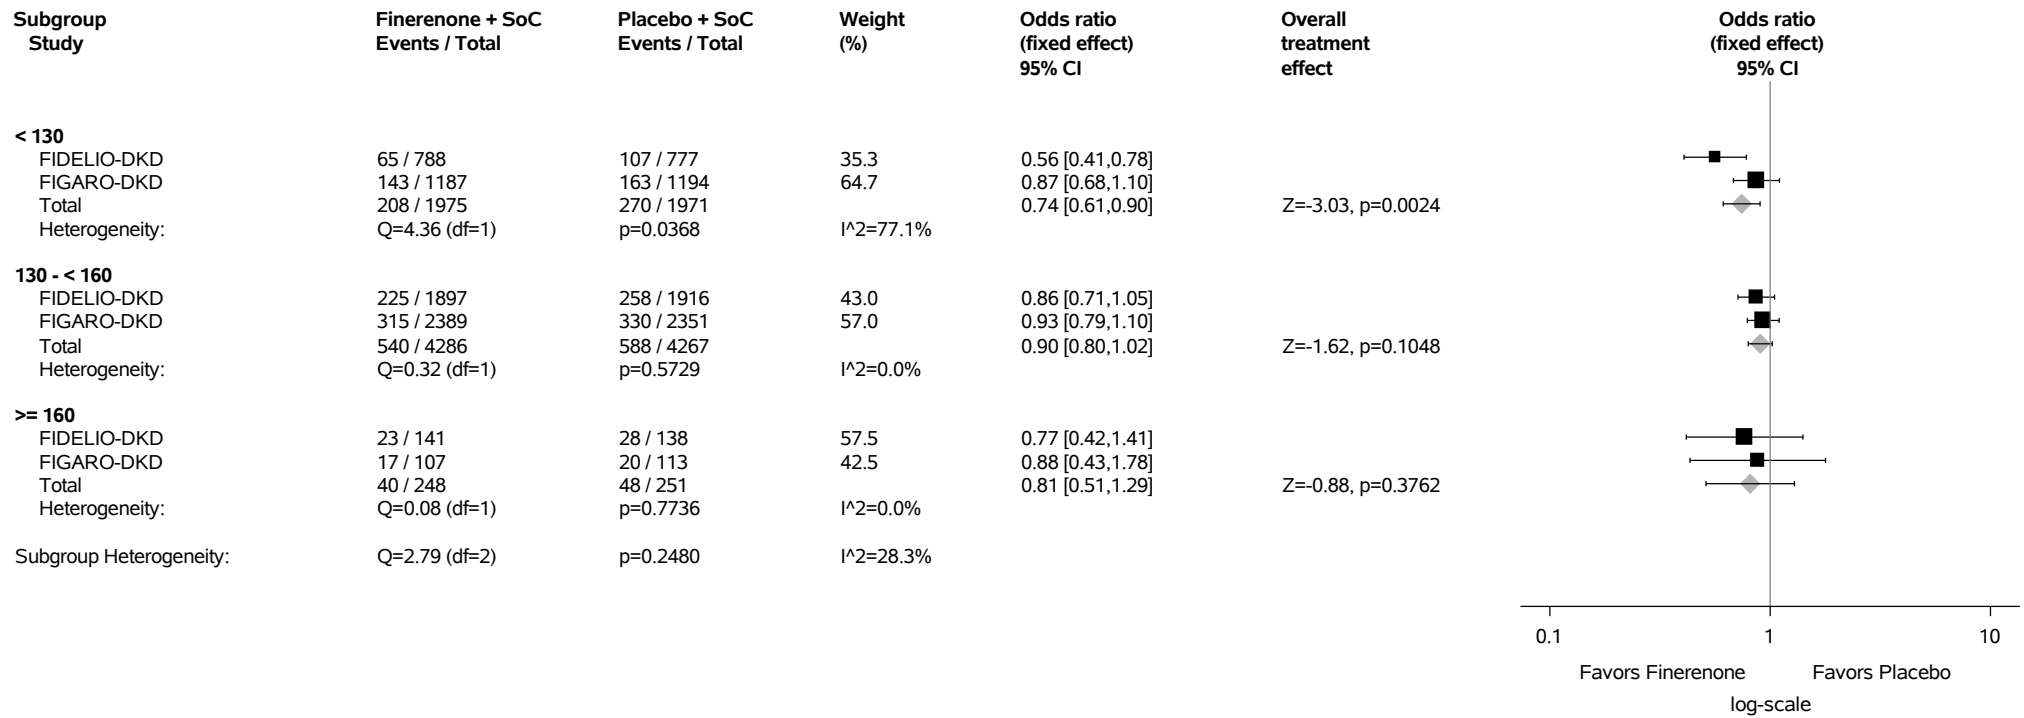 Subgroup Finerenone + SoC Placebo + SoC Weight Odds ratio Overall Odds ratio
Study Events / Total Events / Total (%) (fixed effect) treatment (fixed effect)
95% CI effect 95% CI
< 130
FIDELIO-DKD 65 / 788 107 / 777 35.3 0.56 [0.41,0.78]
FIGARO-DKD 143 / 1187 163 / 1194 64.7 0.87 [0.68,1.10]
Total 208 / 1975 270 / 1971 0.74 [0.61,0.90] Z=-3.03, p=0.0024
Heterogeneity: Q=4.36 (df=1) p=0.0368 I^2=77.1%
130 - < 160
FIDELIO-DKD 225 / 1897 258 / 1916 43.0 0.86 [0.71,1.05]
FIGARO-DKD 315 / 2389 330 / 2351 57.0 0.93 [0.79,1.10]
Total 540 / 4286 588 / 4267 0.90 [0.80,1.02] Z=-1.62, p=0.1048
Heterogeneity: Q=0.32 (df=1) p=0.5729 I^2=0.0%
>= 160
FIDELIO-DKD 23 / 141 28 / 138 57.5 0.77 [0.42,1.41]
FIGARO-DKD 17 / 107 20 / 113 42.5 0.88 [0.43,1.78]
Total 40 / 248 48 / 251 0.81 [0.51,1.29] Z=-0.88, p=0.3762
Heterogeneity: Q=0.08 (df=1) p=0.7736 I^2=0.0%
Subgroup Heterogeneity: Q=2.79 (df=2) p=0.2480 I^2=28.3%
0.1 1 10
Favors Finerenone Favors Placebo
log-scale